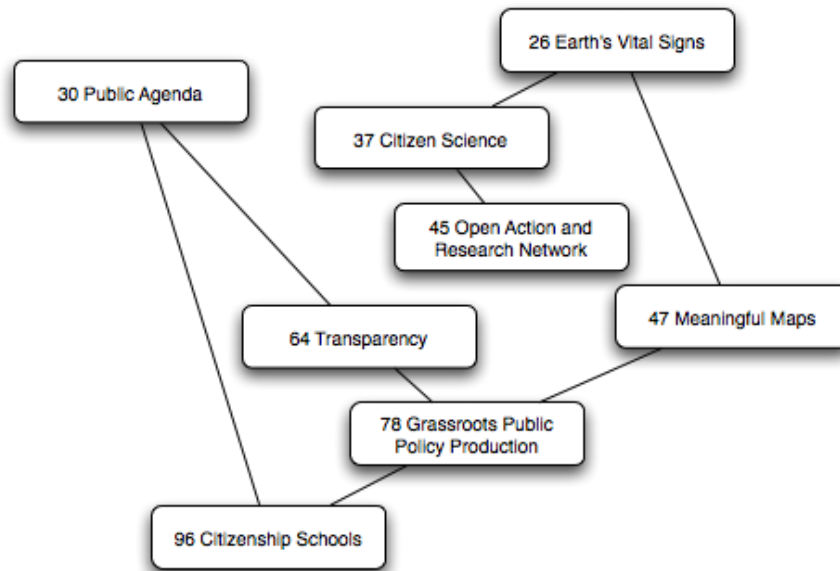 26 Earth's Vital Signs
30 Public Agenda
37 Citizen Science
45 Open Action and
Research Network
47 Meaningful Maps
64 Transparency
78 Grassroots Public
Policy Production
96 Citizenship Schools